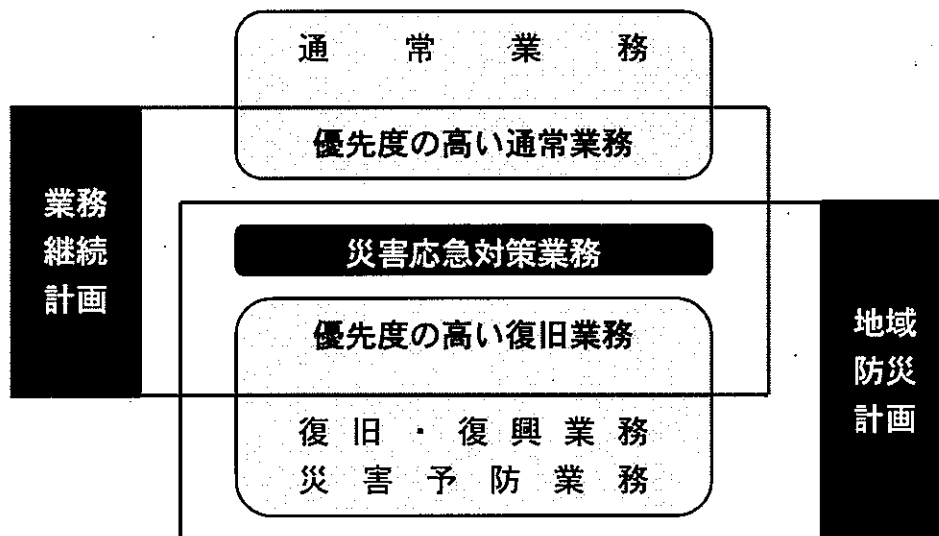 通常業務
優先度の高い通常業務
業務
継続
計画
災害応急対策業務
優先度の高い復旧業務
地域
防災
計画
復旧・復興業務
災害予防業務